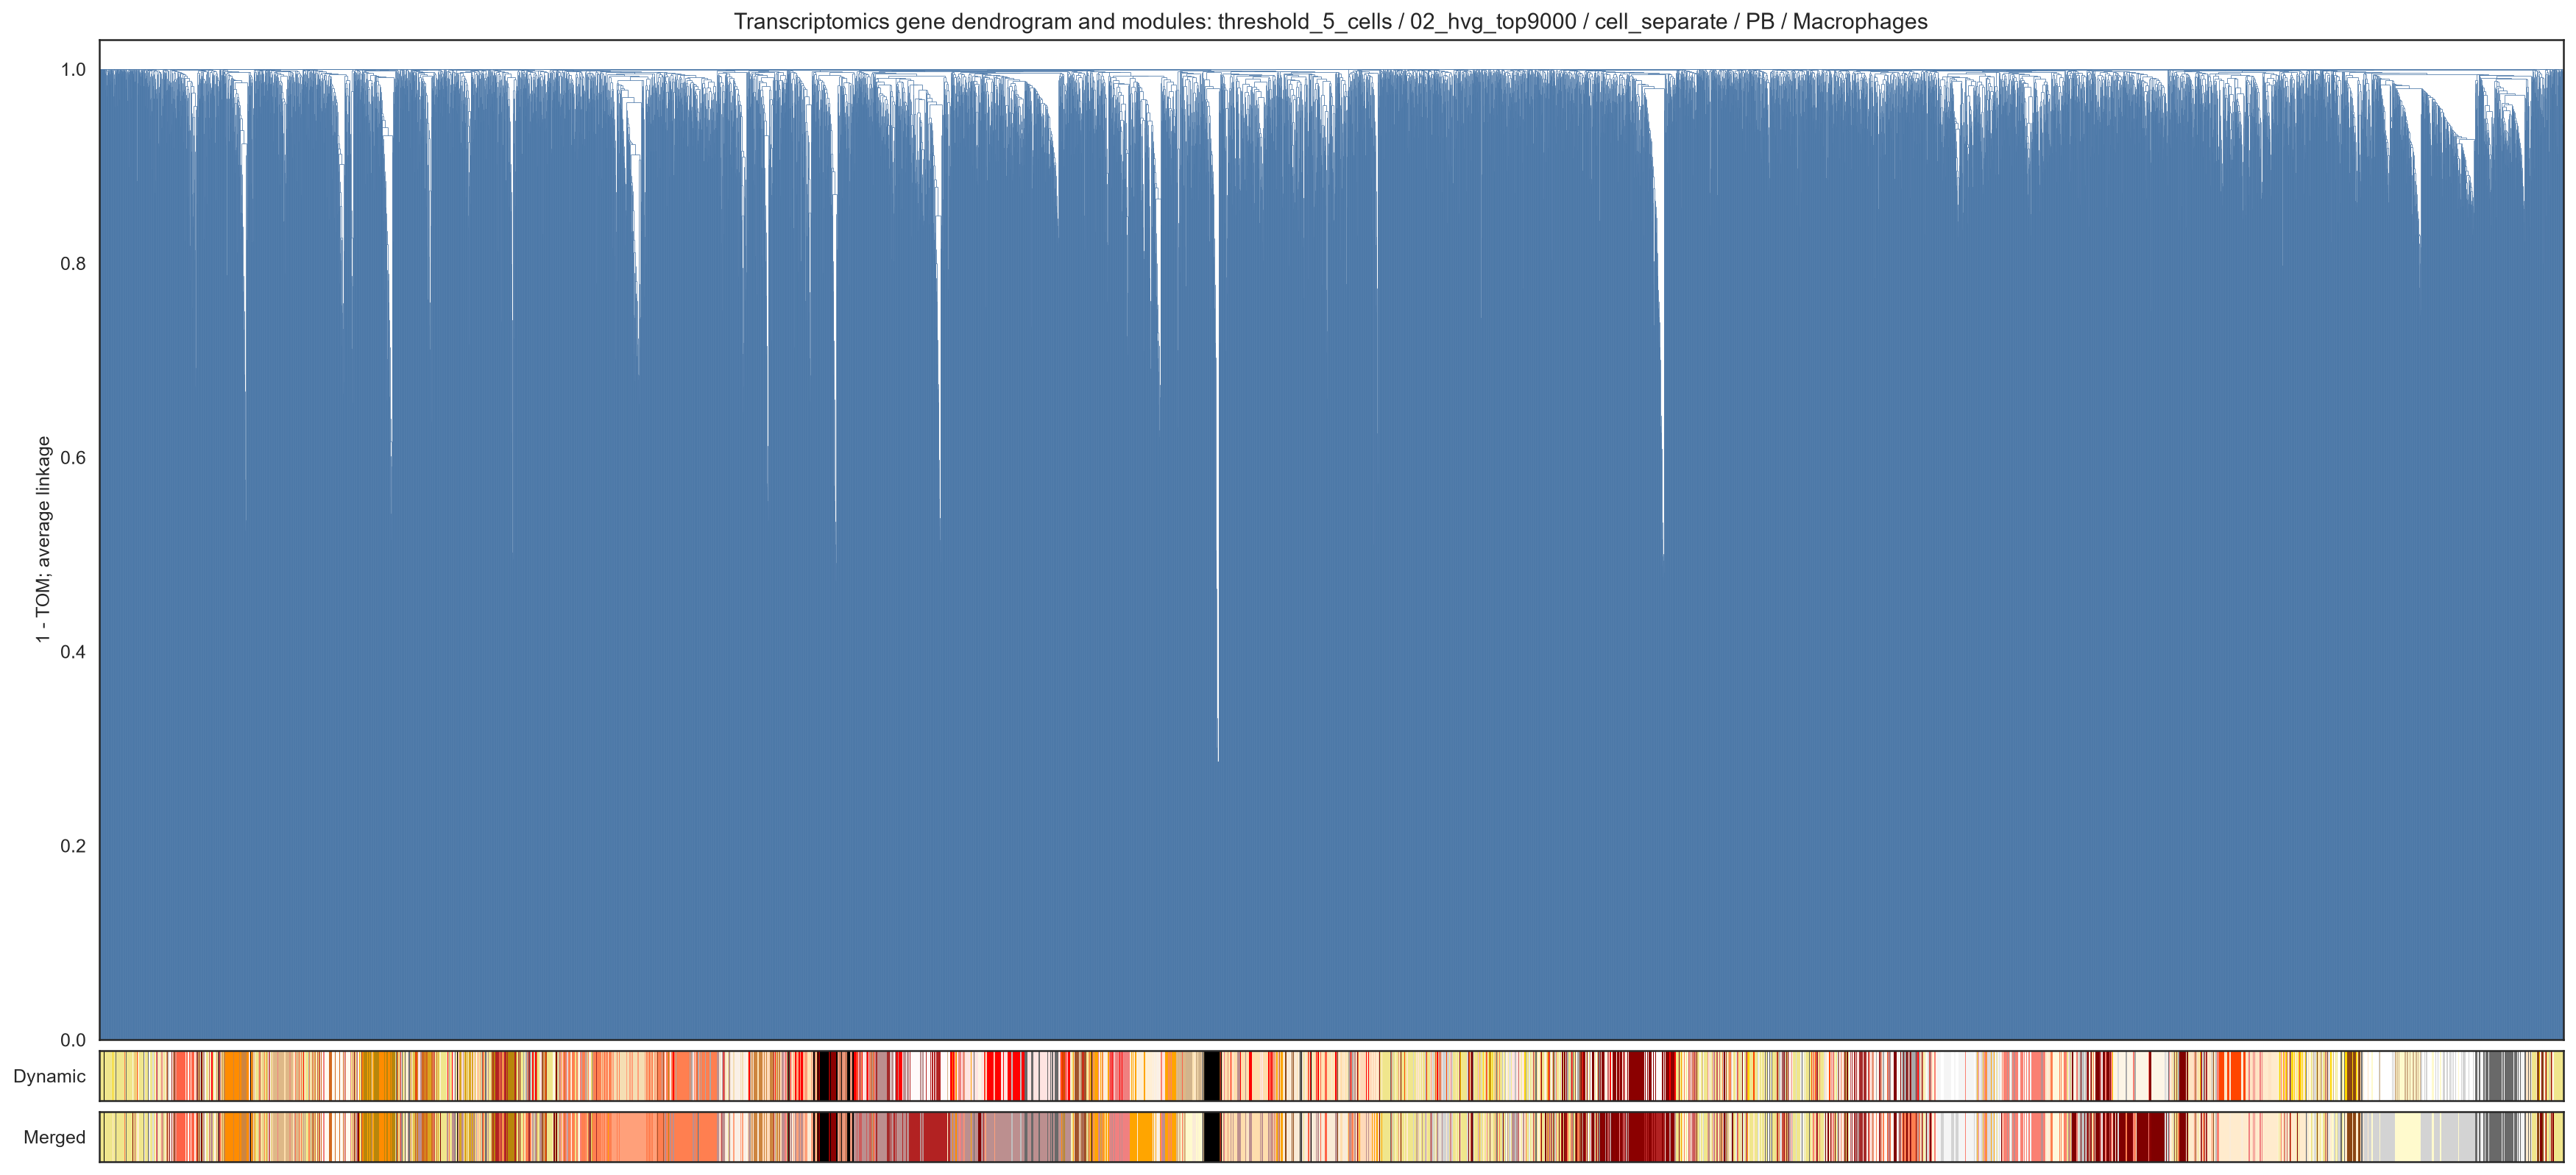 Transcriptomics gene dendrogram and modules: threshold_5_cells / 02_hvg_top9000 / cell_separate / PB / Macrophages
1.0
0.8
0.6
0.4
0.2
0.0
1 - TOM; average linkage
Dynamic
Merged